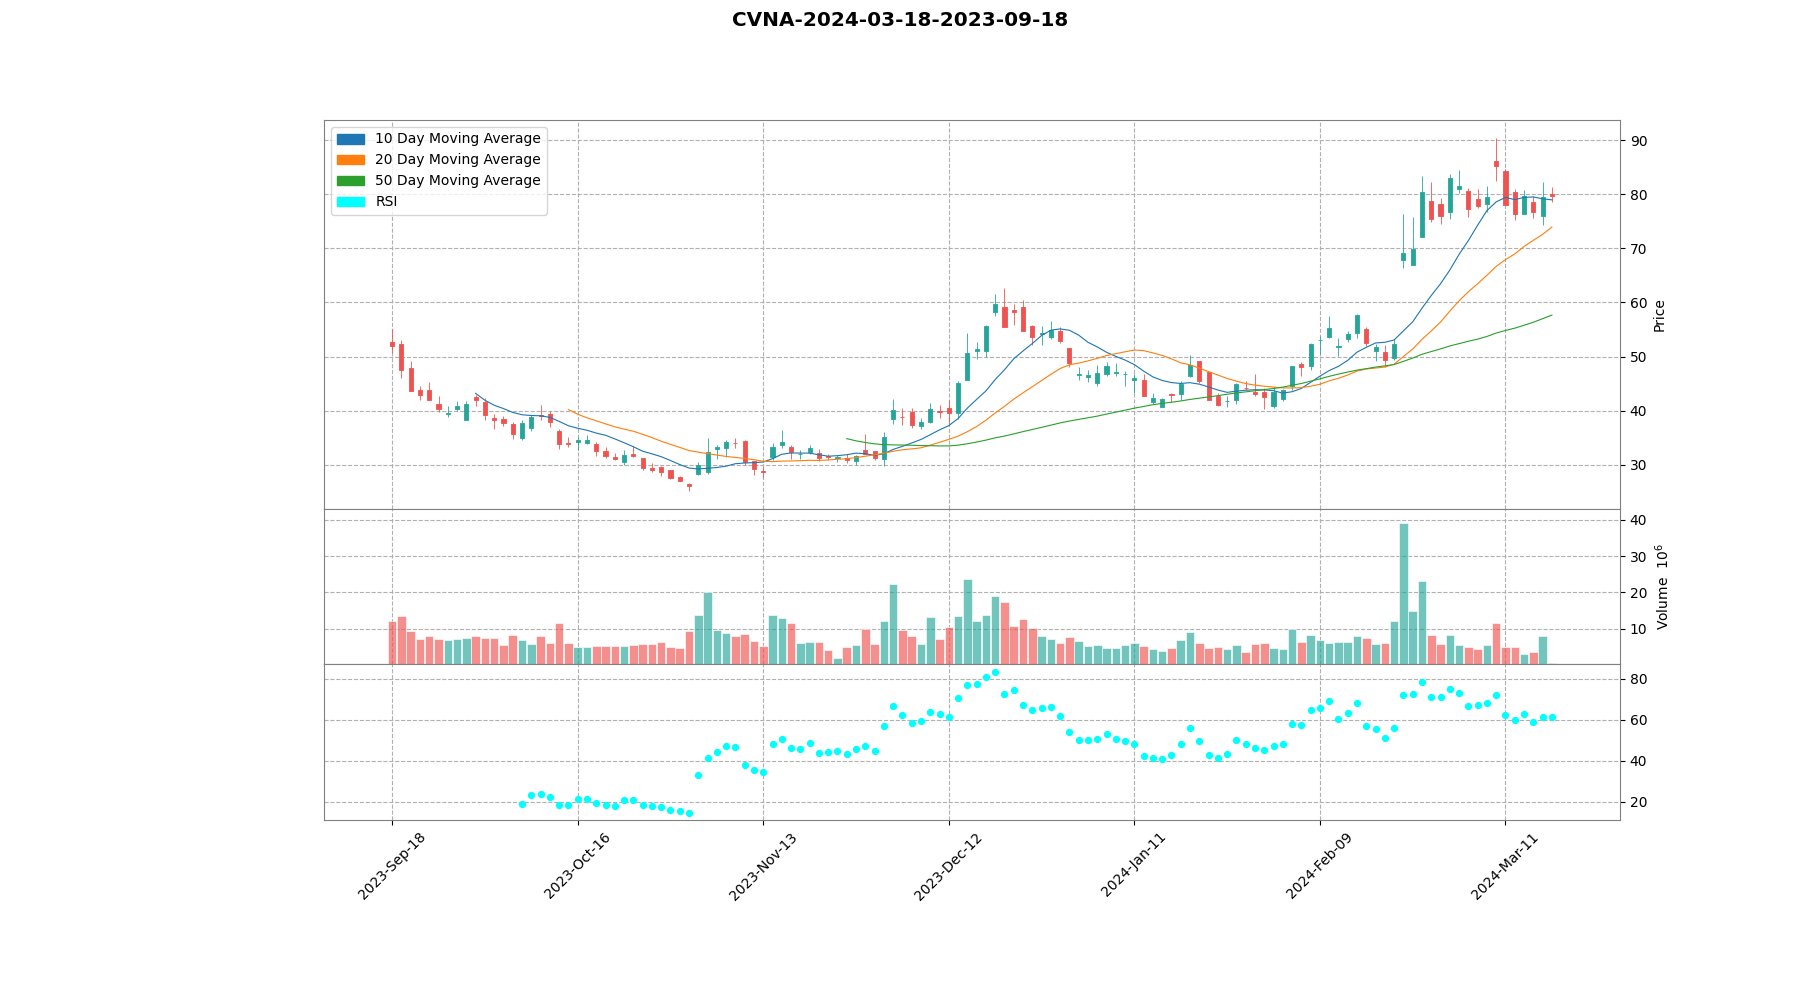 CVNA-2024-03-18-2023-09-18
10 Day Moving Average
20 Day Moving Average
50 Day Moving Average
RSI
90
80
70
60
50
40
30
Price
40
30
20
10
Volume 10^6
80
60
40
20
2023-Sep-18
2023-Oct-16
2023-Nov-13
2023-Dec-12
2024-Jan-11
2024-Feb-09
2024-Mar-11